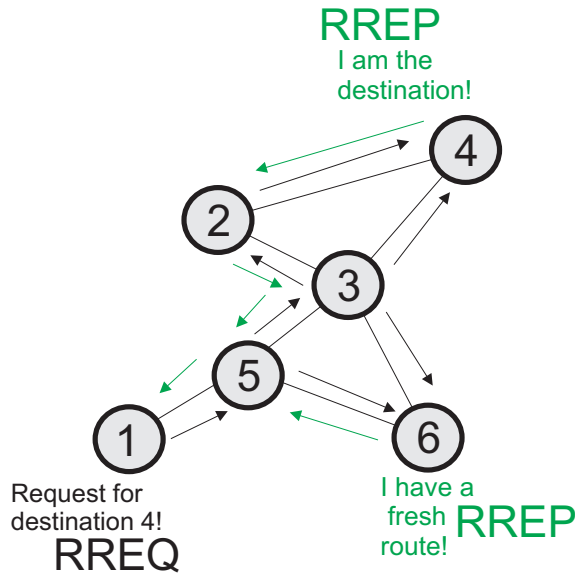 RREP
I am the
destination!
4
2
3
5
1
6
Request for
destination 4!
RREQ
I have a
fresh
route!
RREP